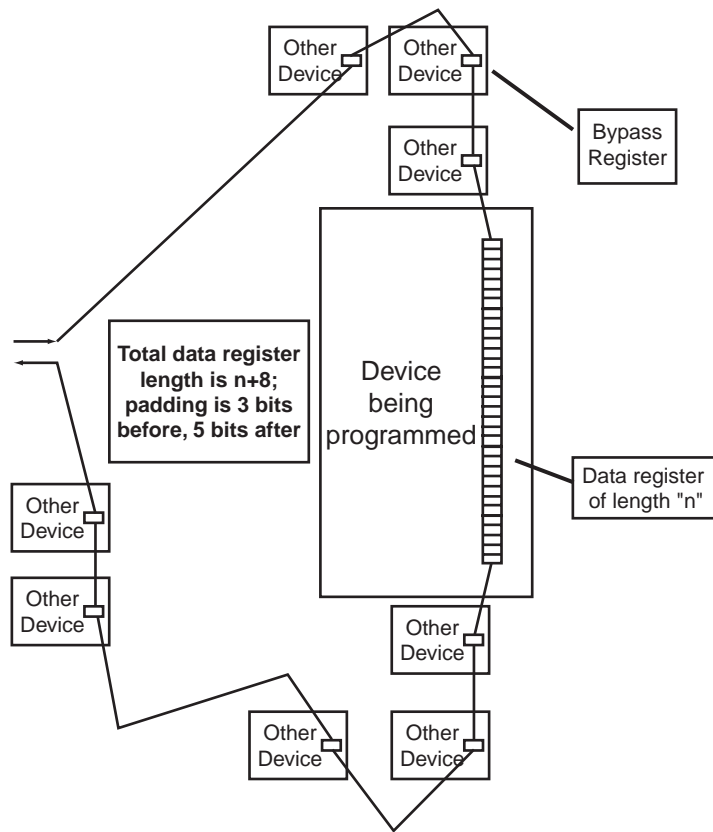 Other
Device
Other
Device
Bypass
Register
Other
Device
Total data register
length is n+8;
padding is 3 bits
before, 5 bits after
Device
being
programmed
Data register
of length "n"
Other
Device
Other
Device
Other
Device
Other
Device
Other
Device